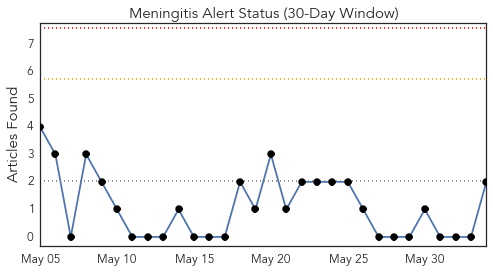 Meningitis Alert Status (30-Day Window)
Articles Found
7
6
5
4
3
2
1
0
May 05 May 10 May 15 May 20 May 25 May 30